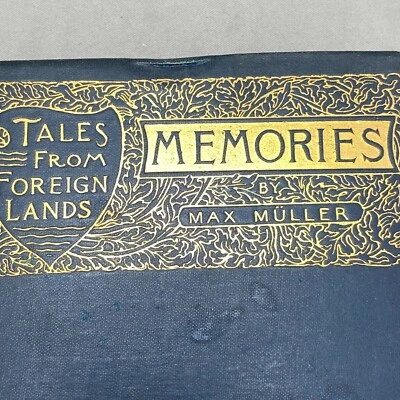 TALES
FROM
FOREIGN
LANDS
MEMORIES
BY
MAX MÜLLER